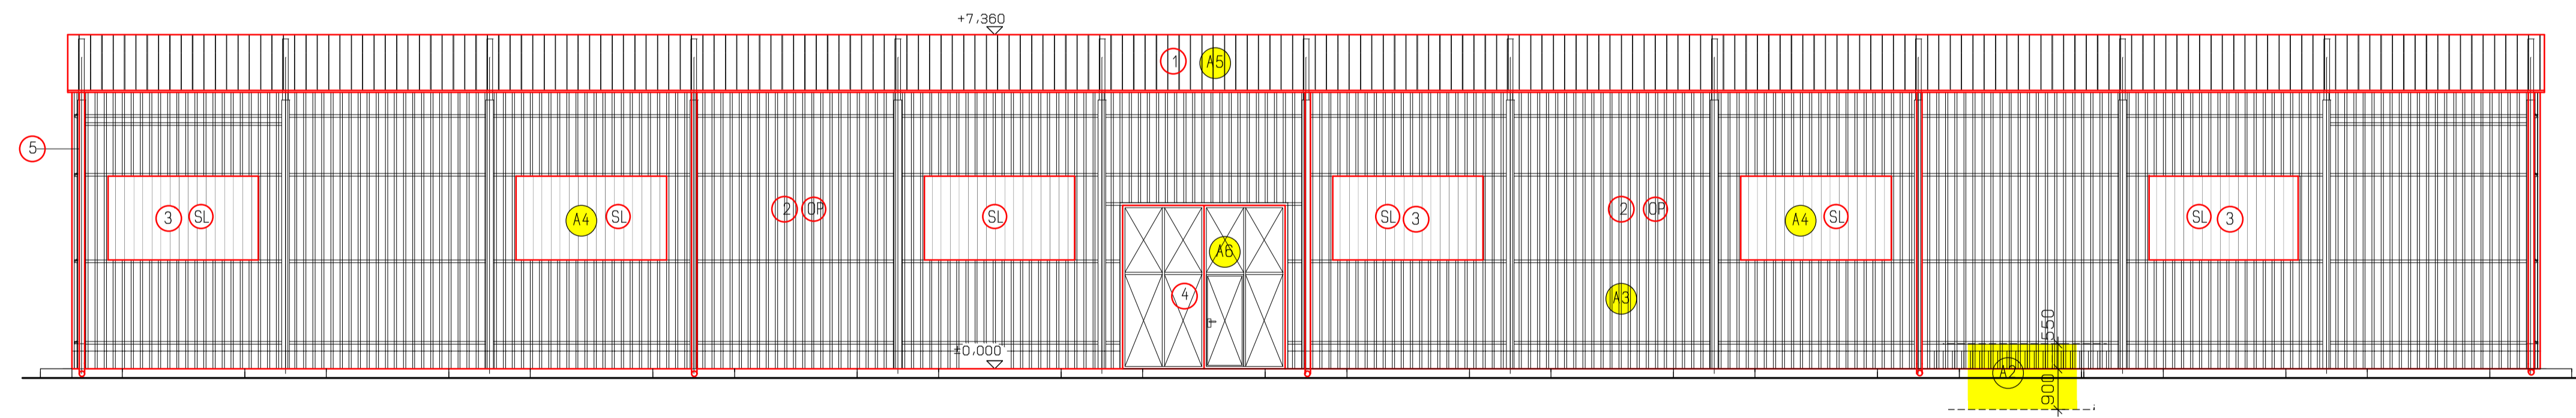 +7,360
1 A5
5
3 SL
A4 SL
2 OP
SL
SL 3
2 OP
A4 SL
SL 3
A6
4
A3
±0,000
550
A2
900